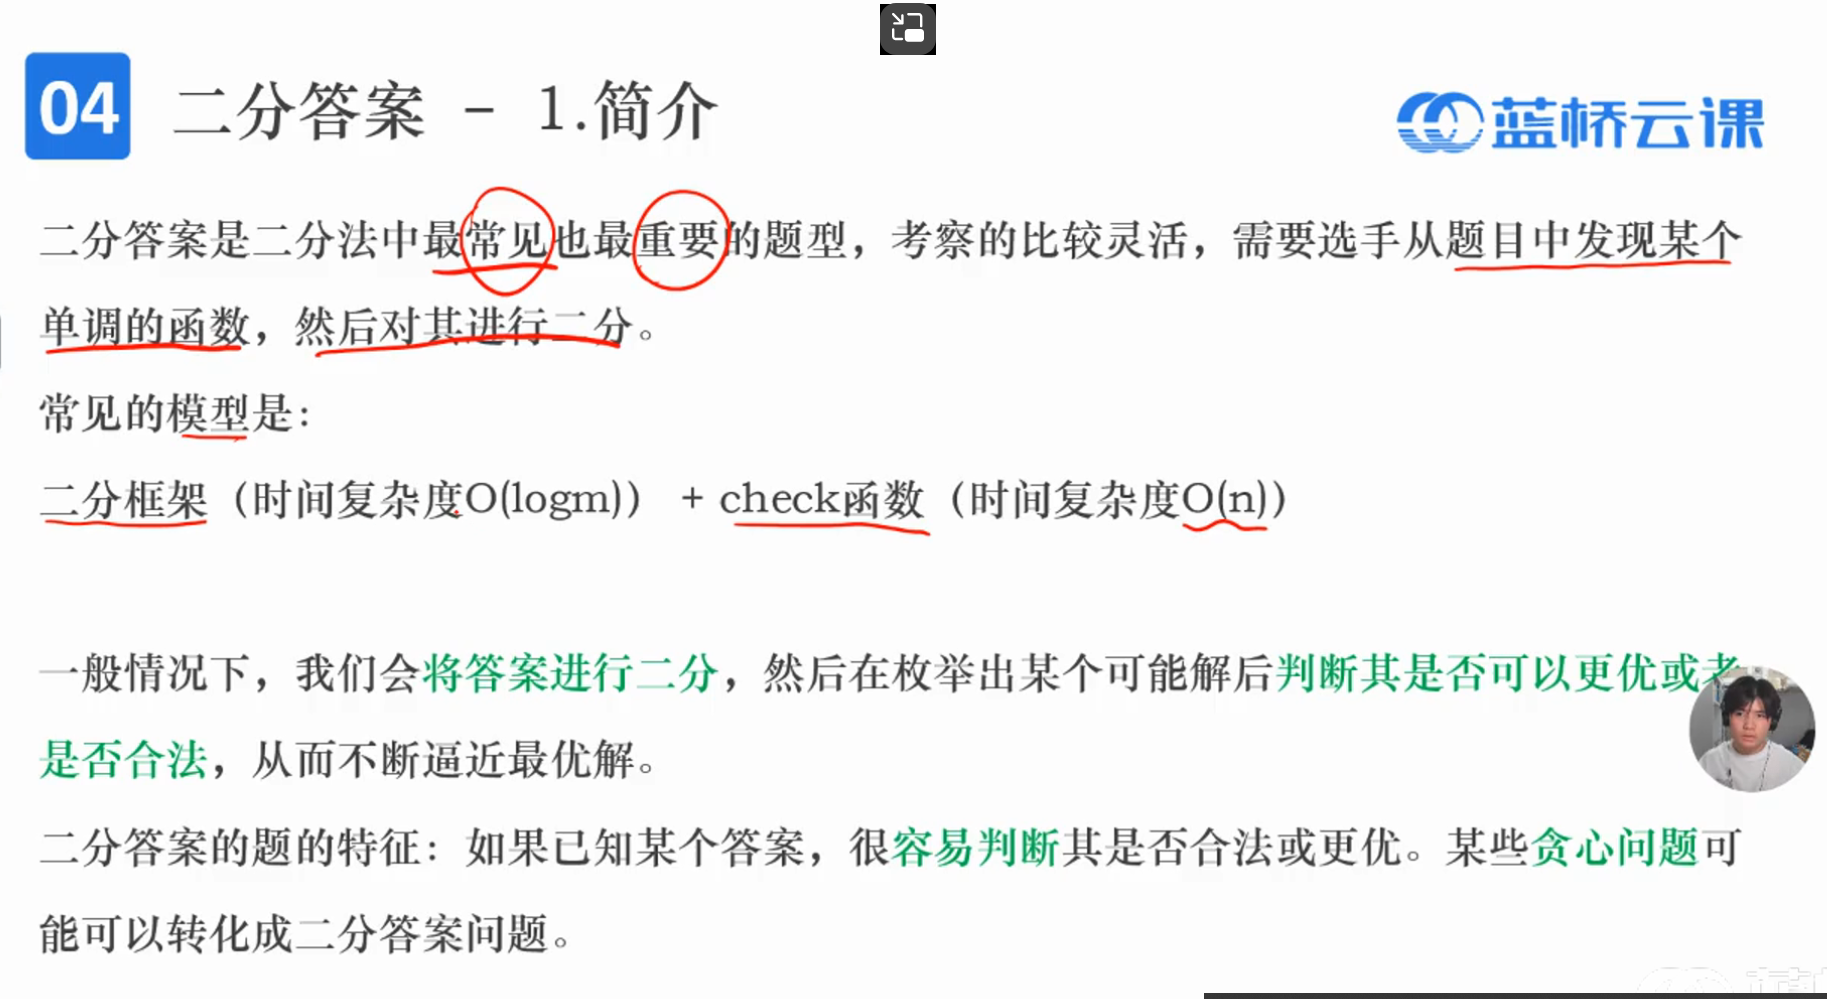 04 二分答案 - 1.简介
蓝桥云课
二分答案是二分法中最常见也最重要的题型，考察的比较灵活，需要选手从题目中发现某个
单调的函数，然后对其进行二分。
常见的模型是：
二分框架（时间复杂度O(logm)） + check函数（时间复杂度O(n)）
一般情况下，我们会将答案进行二分，然后在枚举出某个可能解后判断其是否可以更优或者
是否合法，从而不断逼近最优解。
二分答案的题的特征：如果已知某个答案，很容易判断其是否合法或更优。某些贪心问题可
能可以转化成二分答案问题。